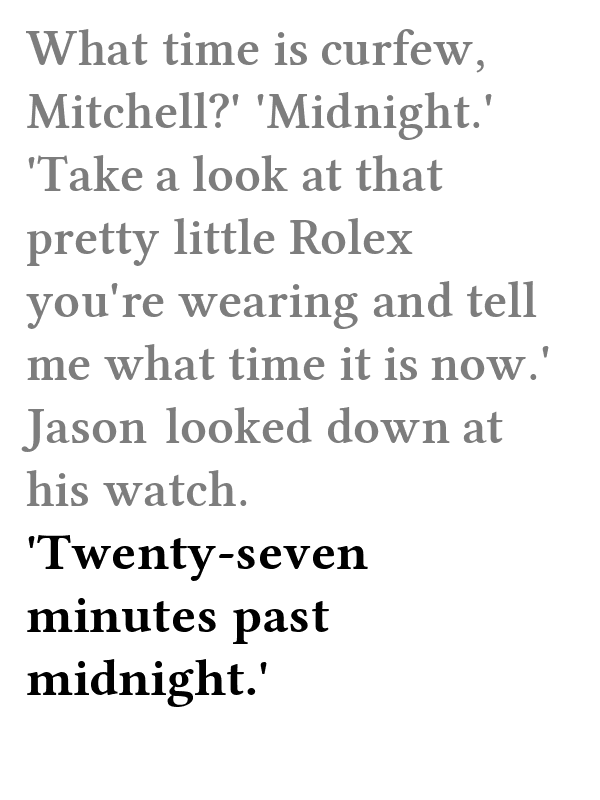 What time is curfew,
Mitchell?' 'Midnight.'
'Take a look at that
pretty little Rolex
you're wearing and tell
me what time it is now.'
Jason looked down at
his watch.
'Twenty-seven
minutes past
midnight.'